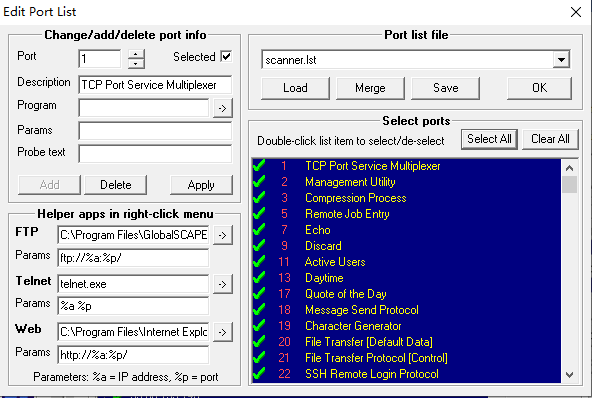 Edit Port List
Change/add/delete port info
Port 1 Selected
Description TCP Port Service Multiplexer
Program ->
Params
Probe text
Add Delete Apply
Helper apps in right-click menu
FTP C:\Program Files\GlobalSCAPE ->
Params ftp://%a:%p/
Telnet telnet.exe ->
Params %a %p
Web C:\Program Files\Internet Explo ->
Params http://%a:%p/
Parameters: %a = IP address, %p = port
Port list file
scanner.lst
Load Merge Save OK
Select ports
Double-click list item to select/de-select Select All Clear All
1 TCP Port Service Multiplexer
2 Management Utility
3 Compression Process
5 Remote Job Entry
7 Echo
9 Discard
11 Active Users
13 Daytime
17 Quote of the Day
18 Message Send Protocol
19 Character Generator
20 File Transfer [Default Data]
21 File Transfer Protocol [Control]
22 SSH Remote Login Protocol